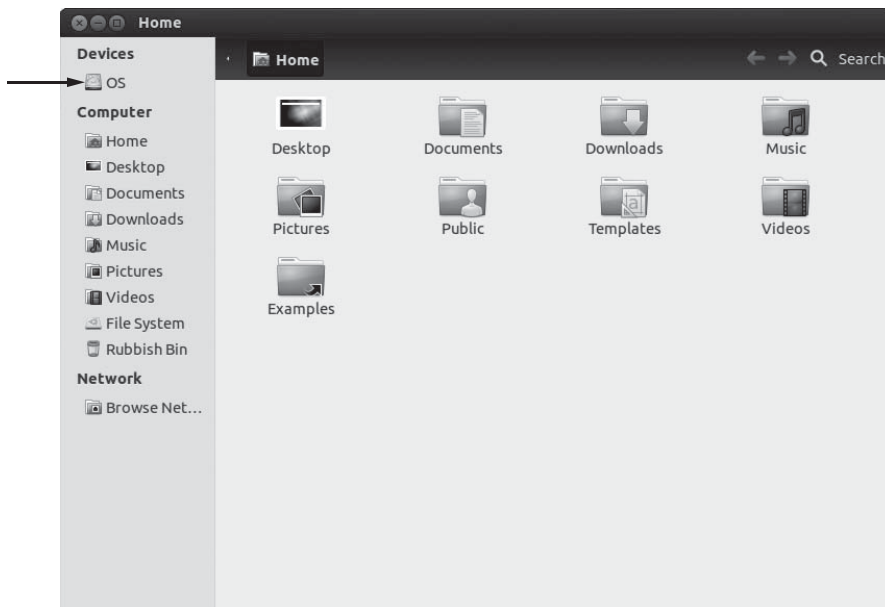 Home
Devices
OS
Computer
Home
Desktop
Documents
Downloads
Music
Pictures
Videos
File System
Rubbish Bin
Network
Browse Net...
Home
Search
Desktop
Documents
Downloads
Music
Pictures
Public
Templates
Videos
Examples